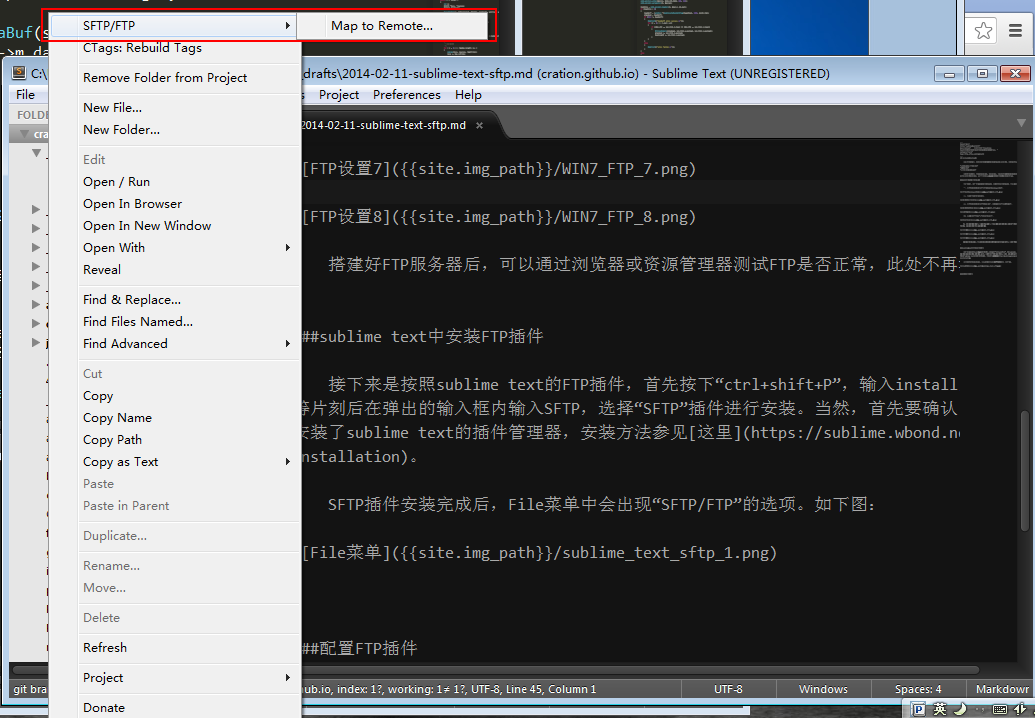 aBuf(s
->m_da
SFTP/FTP
Map to Remote...
CTags: Rebuild Tags
Remove Folder from Project
New File...
New Folder...
Edit
Open / Run
Open In Browser
Open In New Window
Open With
Reveal
Find & Replace...
Find Files Named...
Find Advanced
Cut
Copy
Copy Name
Copy Path
Copy as Text
Paste
Paste in Parent
Duplicate...
Rename...
Move...
Delete
Refresh
Project
Donate
C:\
_drafts\2014-02-11-sublime-text-sftp.md (cration.github.io) - Sublime Text (UNREGISTERED)
File
Project
Preferences
Help
FOLDE
cra
2014-02-11-sublime-text-sftp.md
[FTP设置7]({{site.img_path}}/WIN7_FTP_7.png)
[FTP设置8]({{site.img_path}}/WIN7_FTP_8.png)
搭建好FTP服务器后，可以通过浏览器或资源管理器测试FTP是否正常，此处不再
##sublime text中安装FTP插件
接下来是按照sublime text的FTP插件，首先按下“ctrl+shift+P”，输入install
等片刻后在弹出的输入框内输入SFTP，选择“SFTP”插件进行安装。当然，首先要确认
安装了sublime text的插件管理器，安装方法参见[这里](https://sublime.wbond.ne
nstallation)。
SFTP插件安装完成后，File菜单中会出现“SFTP/FTP”的选项。如下图：
[File菜单]({{site.img_path}}/sublime_text_sftp_1.png)
##配置FTP插件
git bra
hub.io, index: 1?, working: 1≠ 1?, UTF-8, Line 45, Column 1
UTF-8
Windows
Spaces: 4
Markdowr
P 英